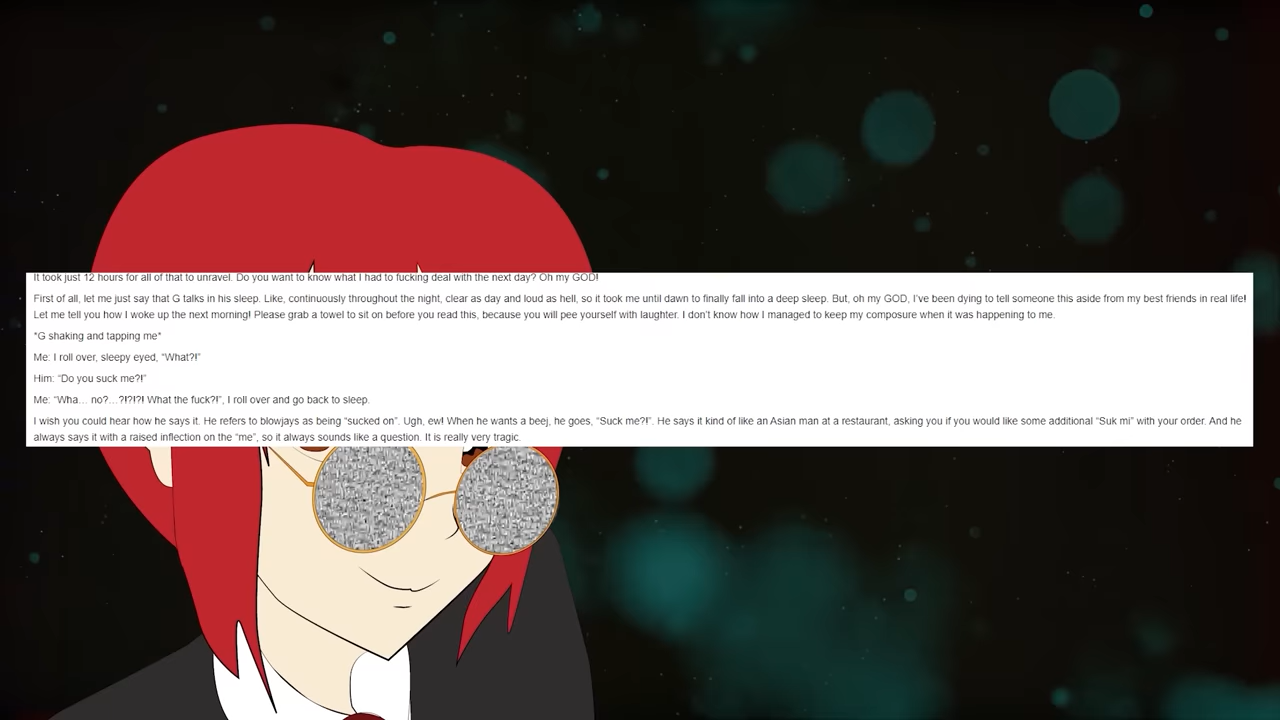 It took just 12 hours for all of that to unravel. Do you want to know what I had to fucking deal with the next day? Oh my GOD!
First of all, let me just say that G talks in his sleep. Like, continuously throughout the night, clear as day and loud as hell, so it took me until dawn to finally fall into a deep sleep. But, oh my GOD, I've been dying to tell someone this aside from my best friends in real life!
Let me tell you how I woke up the next morning! Please grab a towel to sit on before you read this, because you will pee yourself with laughter. I don't know how I managed to keep my composure when it was happening to me.
*G shaking and tapping me*
Me: I roll over, sleepy eyed, “What?!”
Him: “Do you suck me?!”
Me: “Wha… no?…?!?!?! What the fuck?!”, I roll over and go back to sleep.
I wish you could hear how he says it. He refers to blowjays as being “sucked on”. Ugh, ew! When he wants a beej, he goes, “Suck me?!”. He says it kind of like an Asian man at a restaurant, asking you if you would like some additional “Suk mi” with your order. And he
always says it with a raised inflection on the “me”, so it always sounds like a question. It is really very tragic.